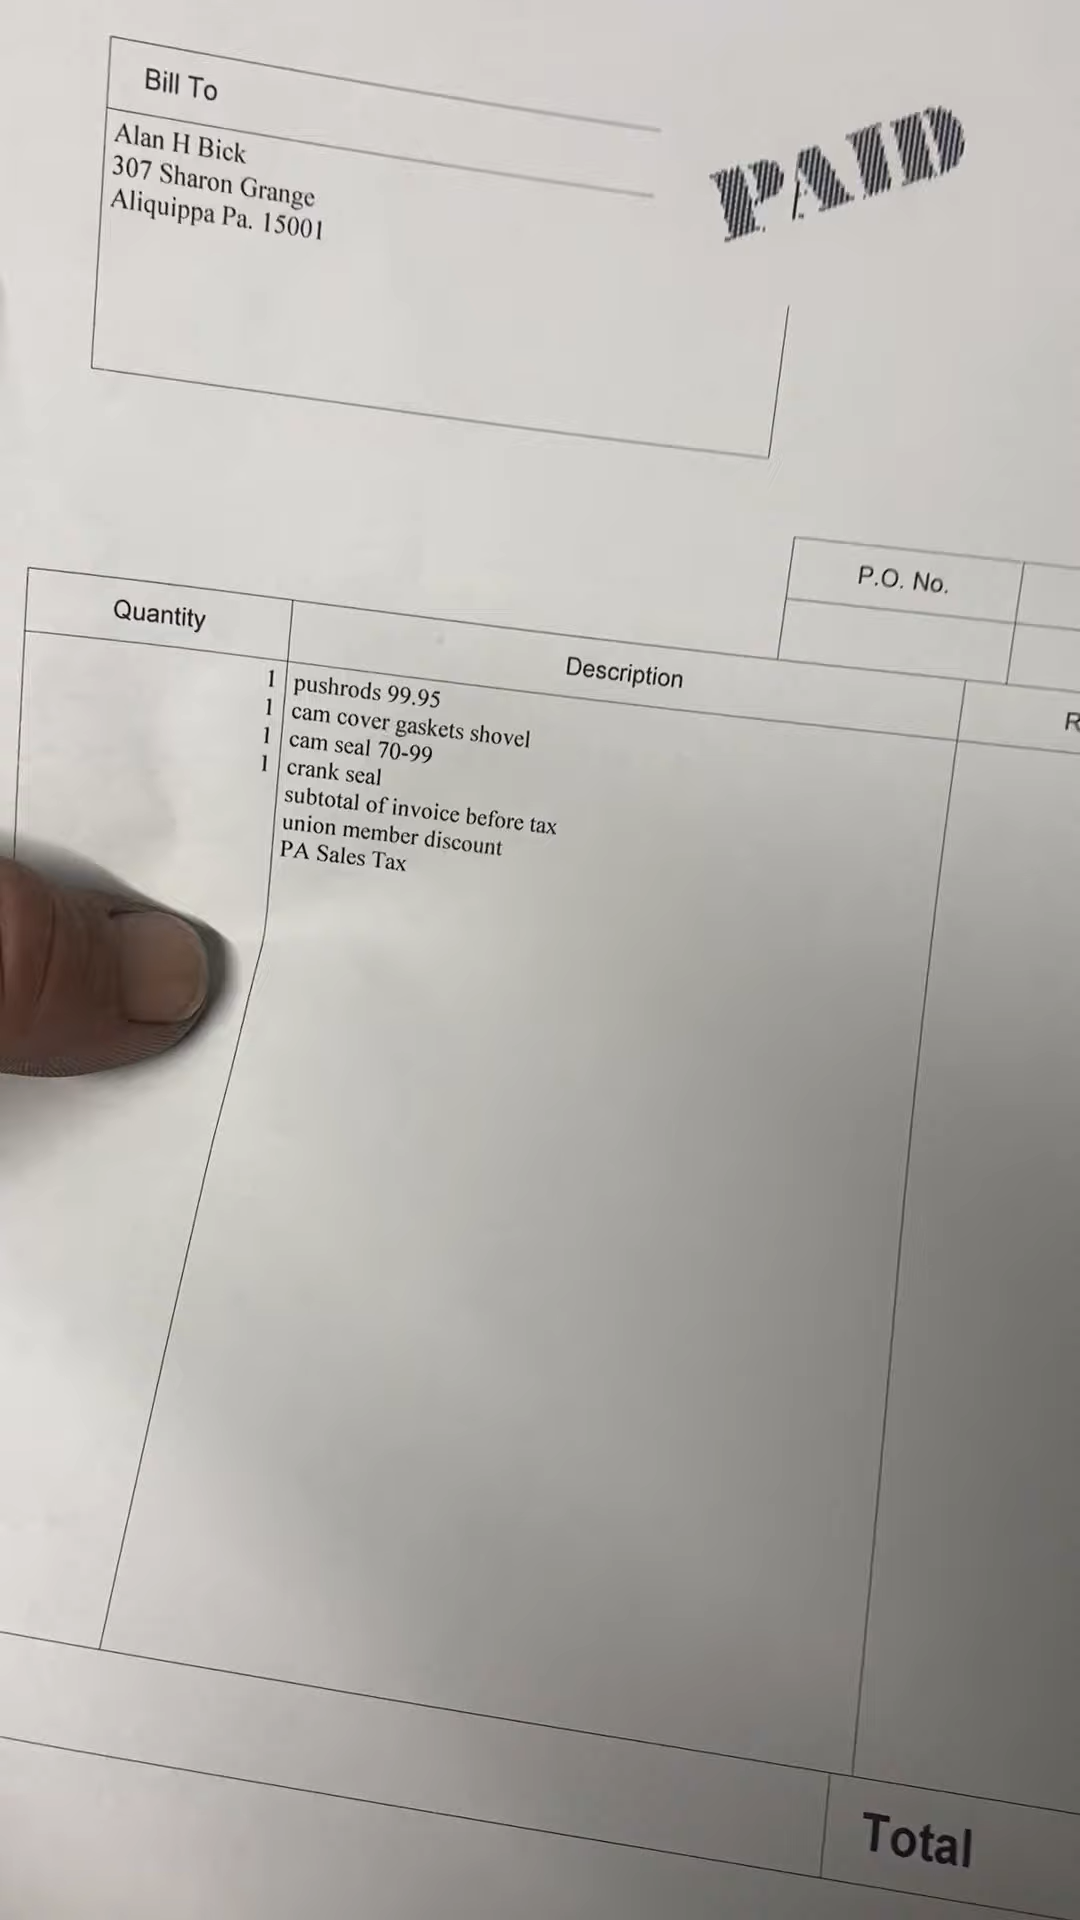 Bill To
Alan H Bick
307 Sharon Grange
Aliquippa Pa. 15001
PAID
P.O. No.
Quantity
Description
R
1 pushrods 99.95
1 cam cover gaskets shovel
1 cam seal 70-99
1 crank seal
subtotal of invoice before tax
union member discount
PA Sales Tax
Total